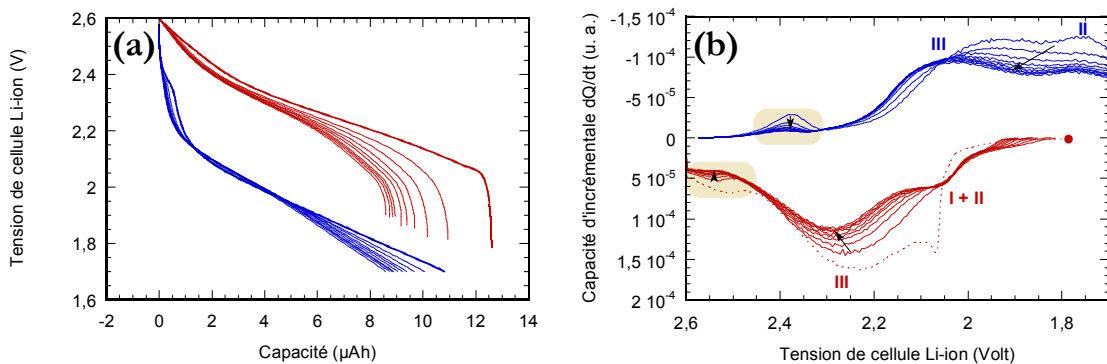 (a)
Tension de cellule Li-ion (V)
2,6
2,4
2,2
2,0
1,8
1,6
-2 0 2 4 6 8 10 12 14
Capacité (µAh)
(b)
Capacité d'incrémentale dQ/dt (u. a.)
-1,5 10⁻⁴
-1 10⁻⁴
-5 10⁻⁵
0
5 10⁻⁵
1 10⁻⁴
1,5 10⁻⁴
2 10⁻⁴
III
II
I + II
III
2,6 2,4 2,2 2 1,8
Tension de cellule Li-ion (Volt)